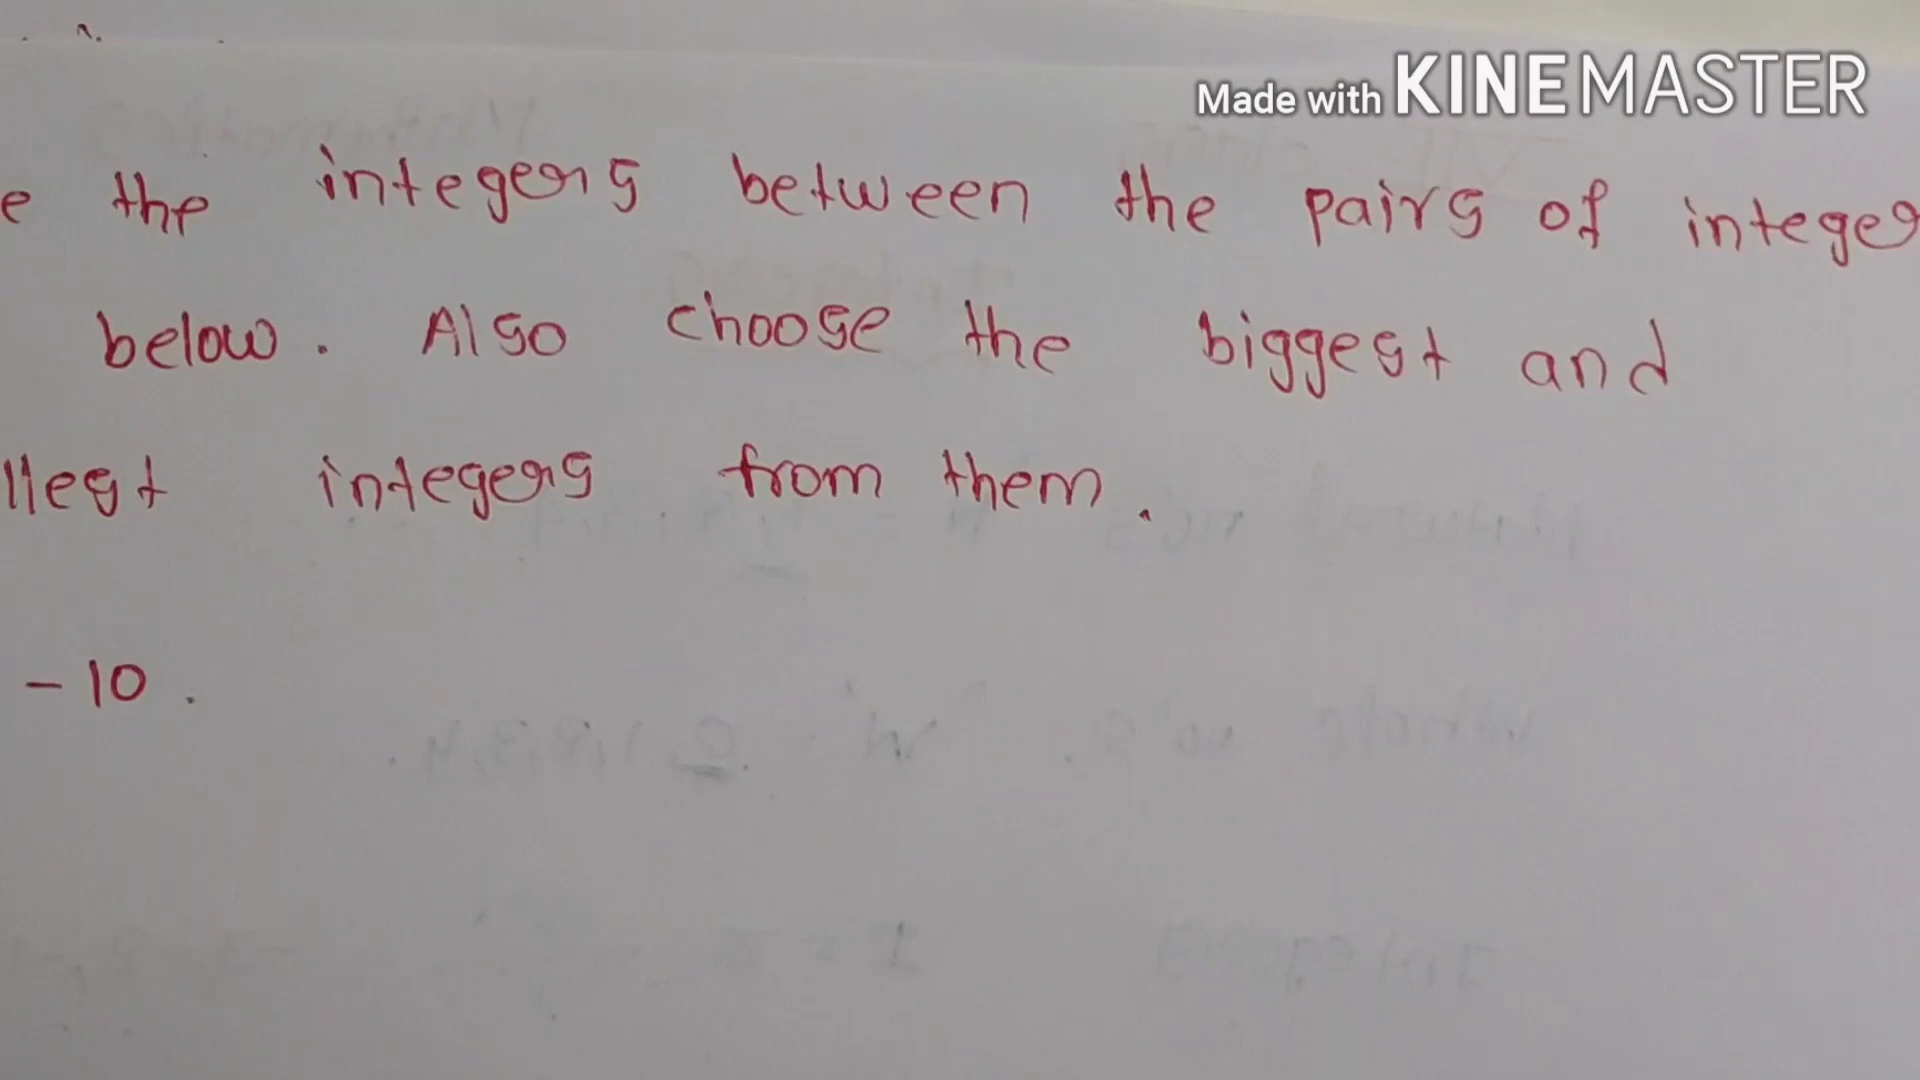 Made with KINEMASTER
e the integers between the pairs of intege
below. Also choose the biggest and
llest integers from them.
- 10.